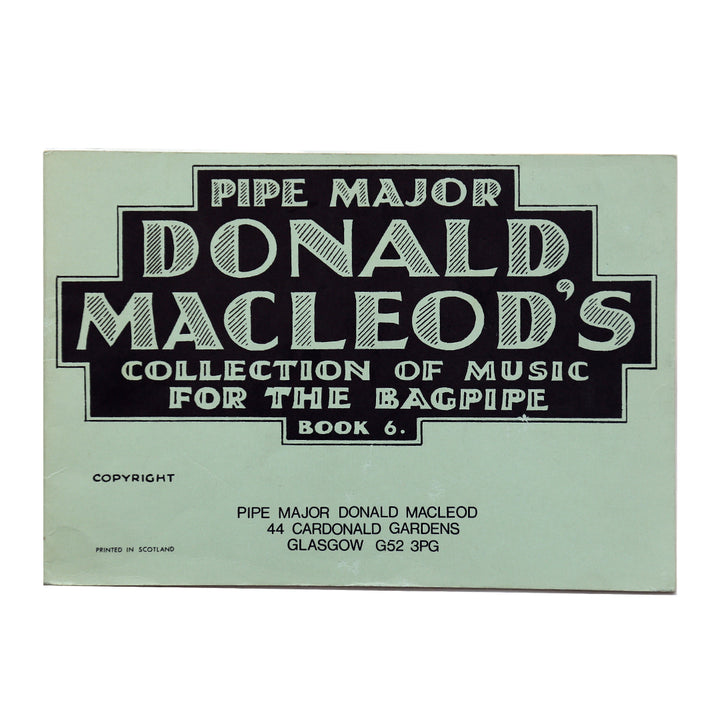 PIPE MAJOR
DONALD
MACLEOD'S
COLLECTION OF MUSIC
FOR THE BAGPIPE
BOOK 6.
COPYRIGHT
PIPE MAJOR DONALD MACLEOD
44 CARDONALD GARDENS
GLASGOW G52 3PG
PRINTED IN SCOTLAND